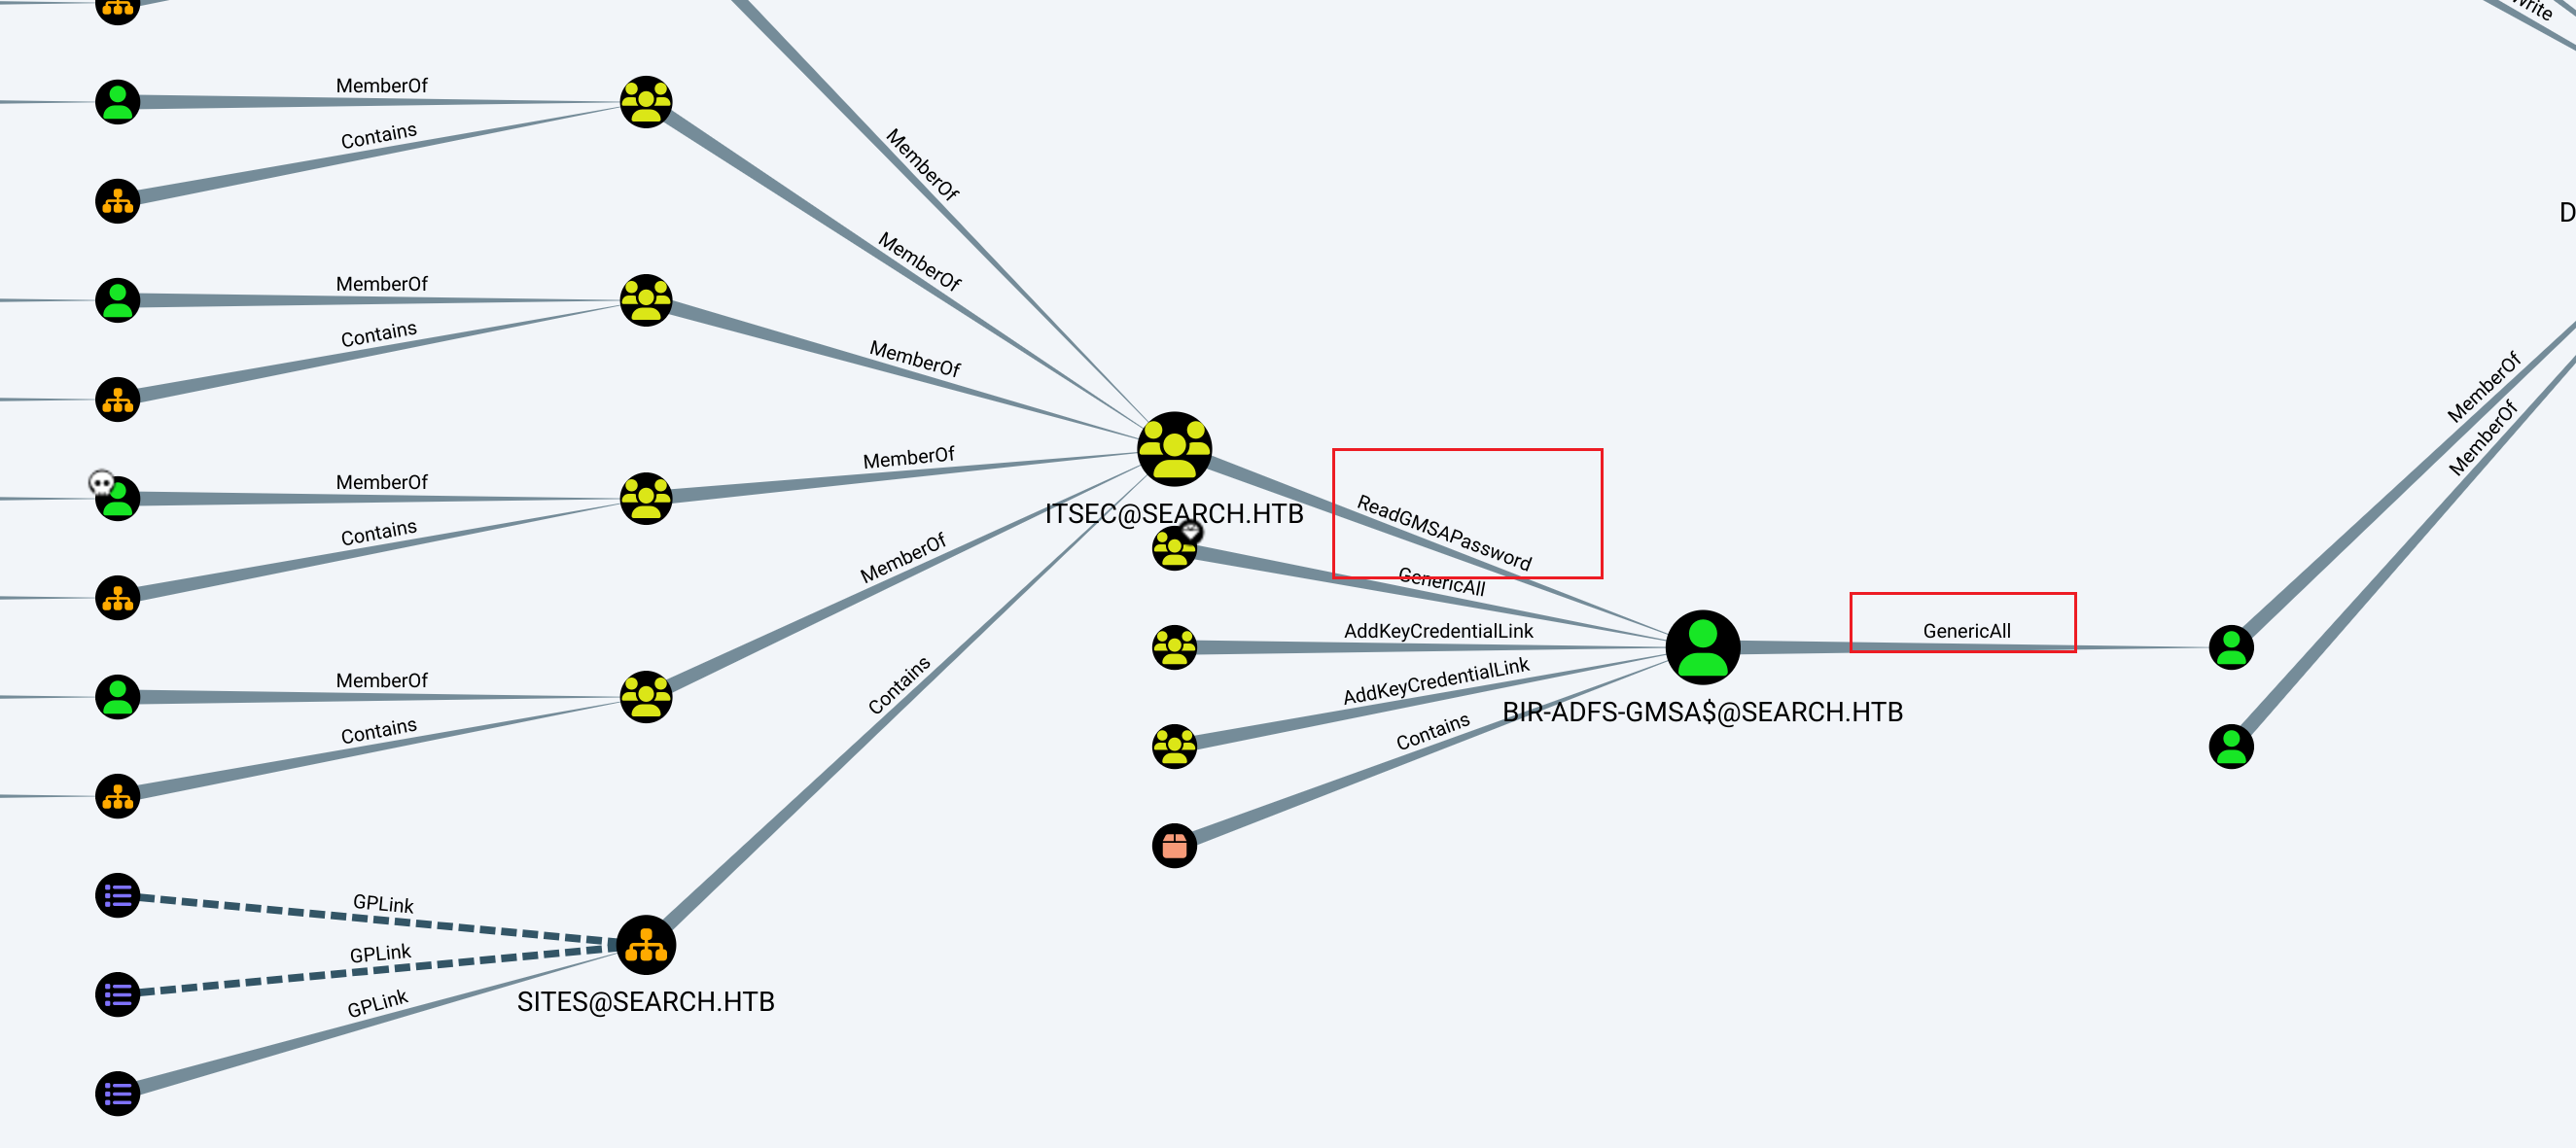 Write
MemberOf
Contains
MemberOf
MemberOf
D
MemberOf
Contains
MemberOf
MemberOf
MemberOf
MemberOf
MemberOf
Contains
ITSEC@SEARCH.HTB
ReadGMSAPassword
GenericAll
MemberOf
AddKeyCredentialLink
GenericAll
MemberOf
Contains
Contains
AddKeyCredentialLink
BIR-ADFS-GMSA$@SEARCH.HTB
Contains
GPLink
GPLink
GPLink
SITES@SEARCH.HTB